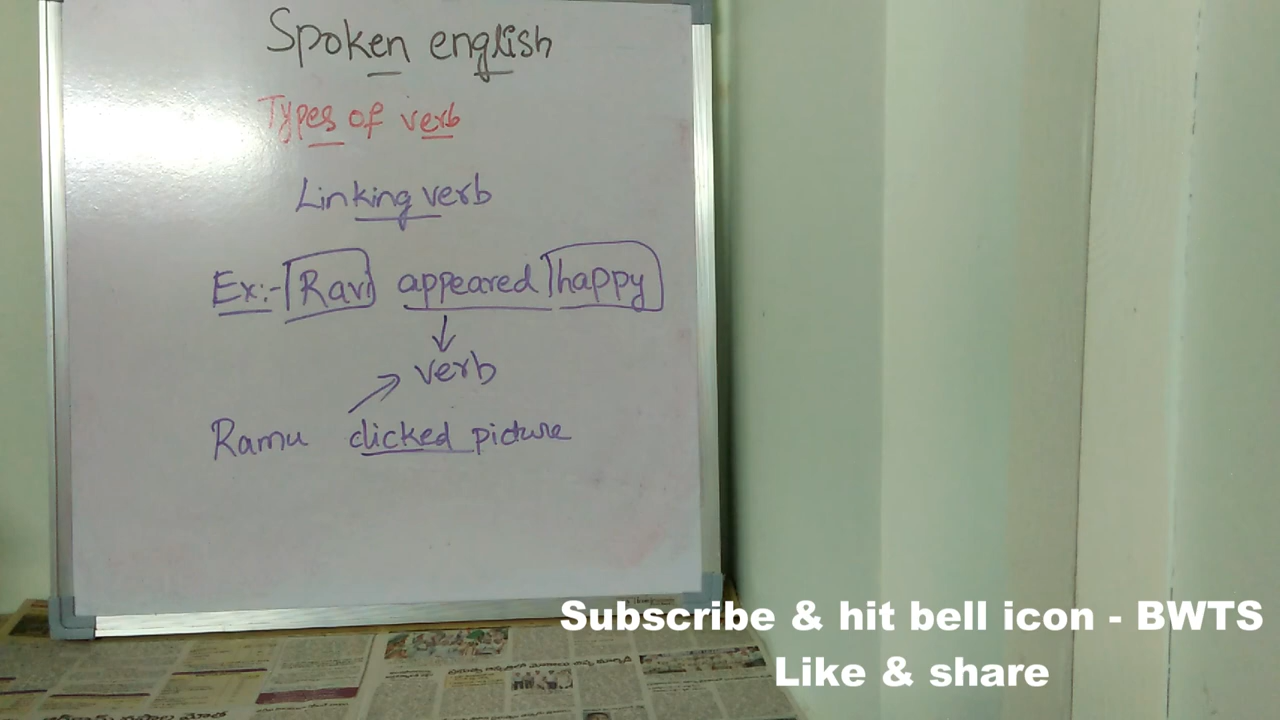 Spoken english
Types of verb
Linking verb
Ex:- Ravi appeared happy
verb
Ramu clicked picture
Subscribe & hit bell icon - BWTS
Like & share